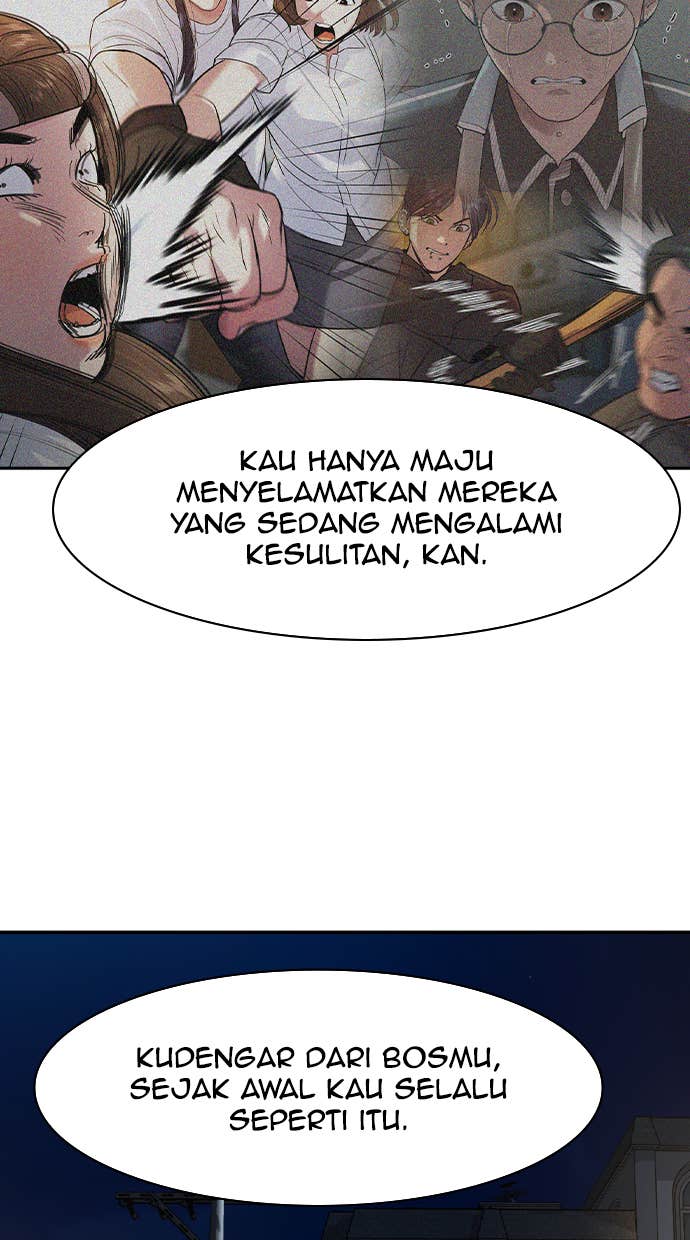 KAU HANYA MAJU
MENYELAMATKAN MEREKA
YANG SEDANG MENGALAMI
KESULITAN, KAN.
KUDENGAR DARI BOSMU,
SEJAK AWAL KAU SELALU
SEPERTI ITU.